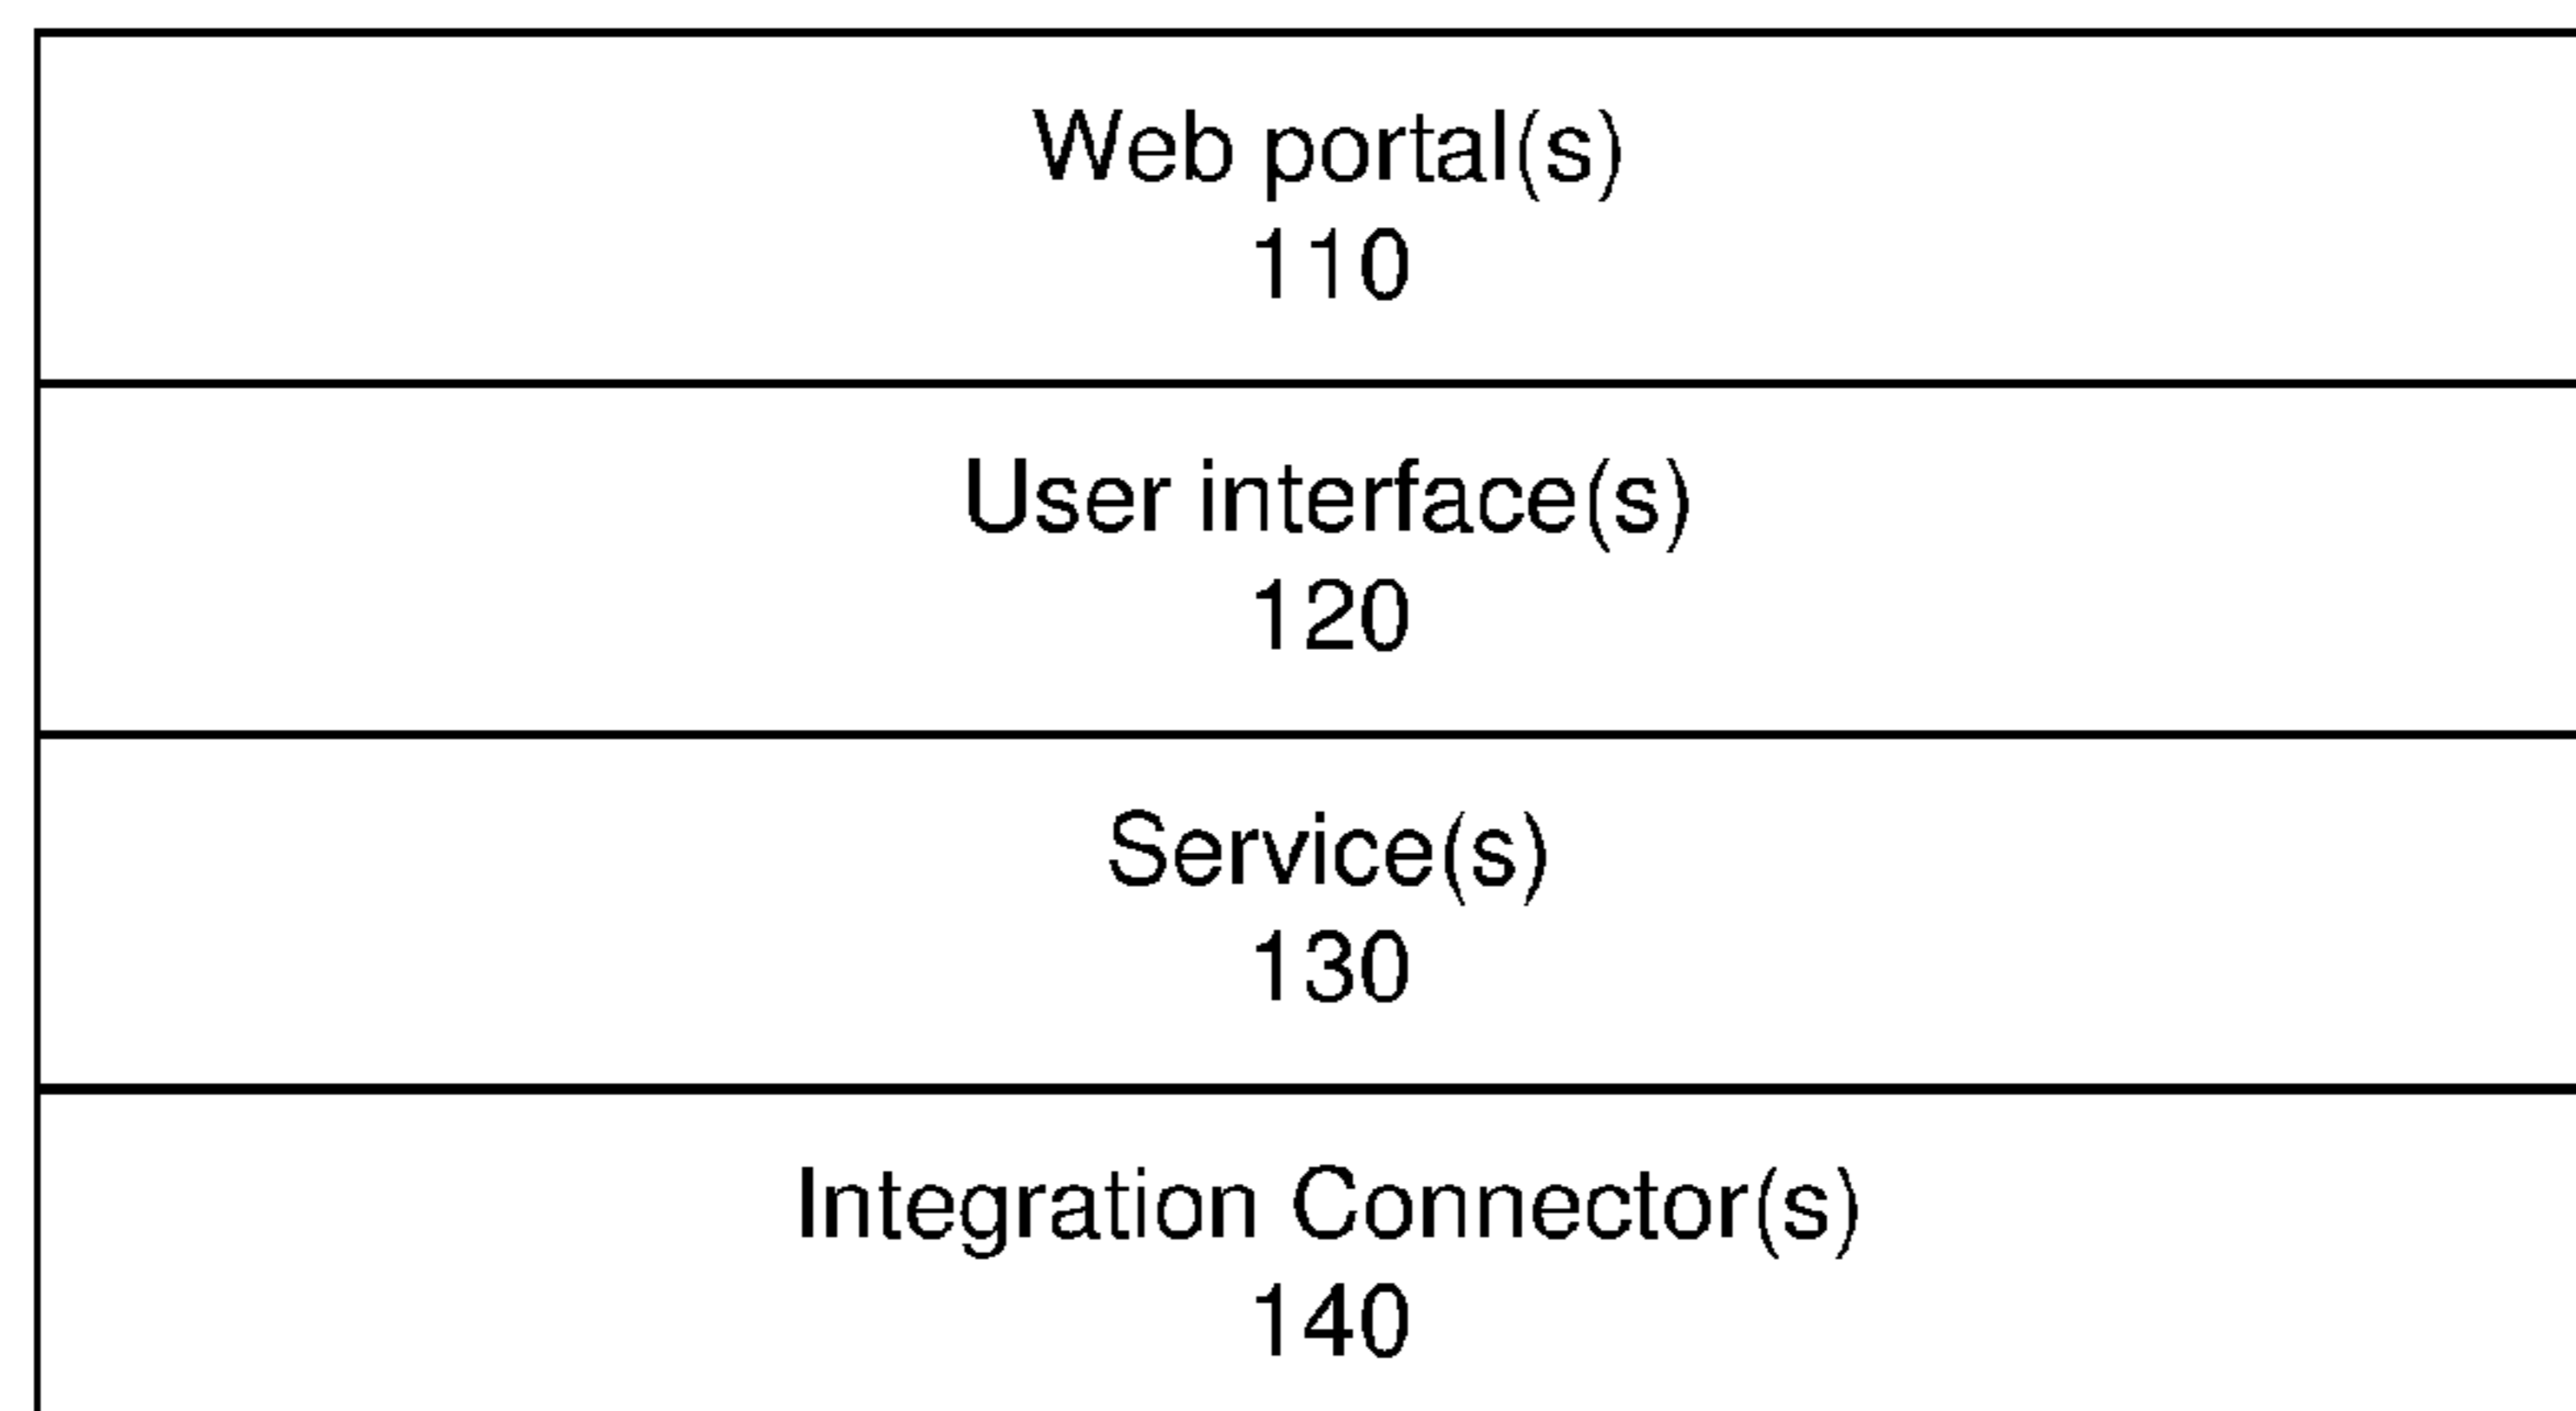 Web portal(s)
110
User interface(s)
120
Service(s)
130
Integration Connector(s)
140